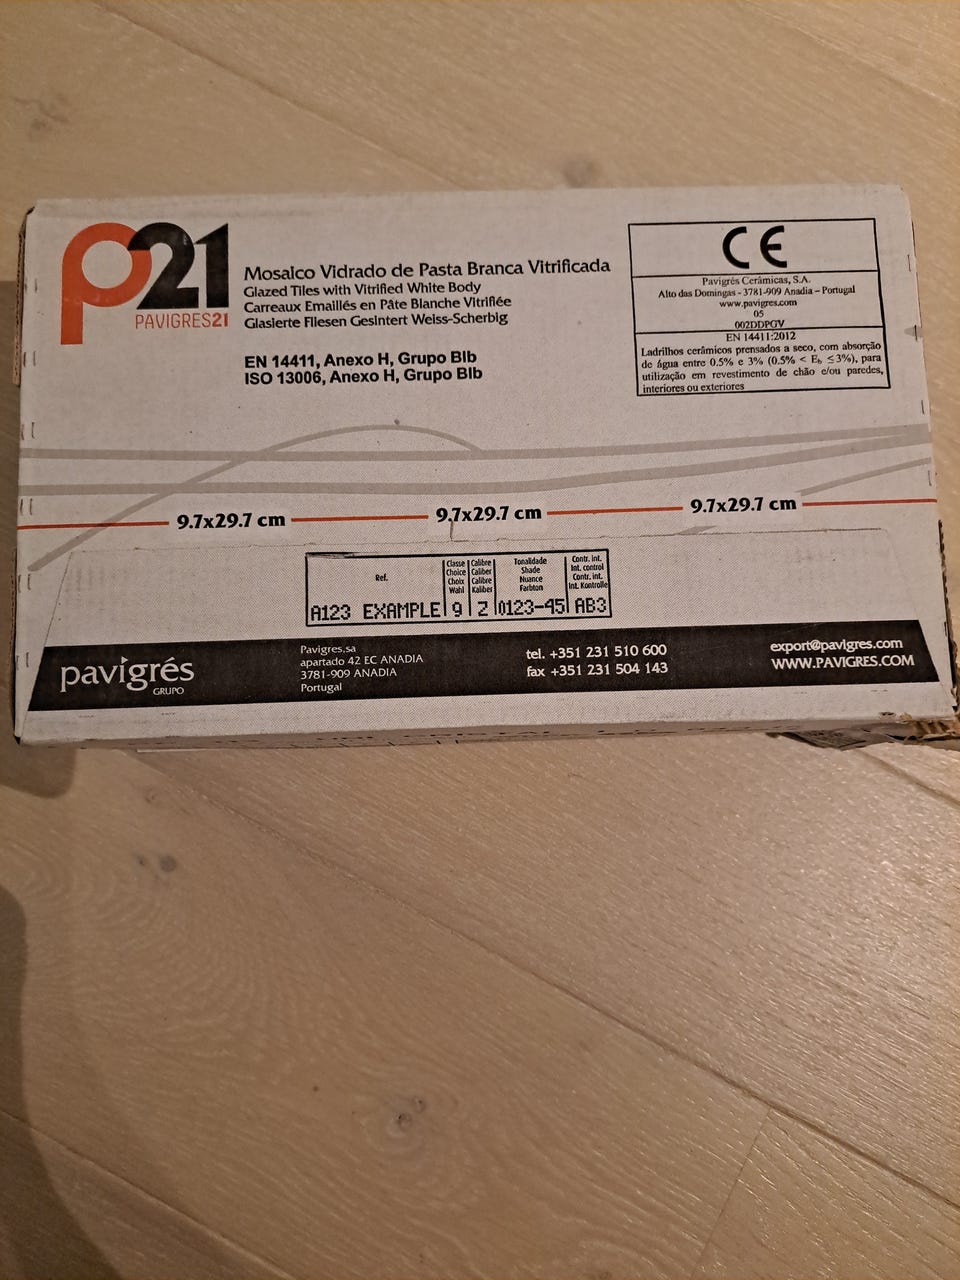 P21
PAVIGRES21
Mosaico Vidrado de Pasta Branca Vitrificada
Glazed Tiles with Vitrified White Body
Carreaux Emaillés en Pâte Blanche Vitrifiée
Glasierte Fliesen Gesintert Weiss-Scherbig
EN 14411, Anexo H, Grupo BIb
ISO 13006, Anexo H, Grupo BIb
CE
Pavigrés Cerâmicas, S.A.
Alto das Domingas - 3781-909 Anadia – Portugal
www.pavigres.com
05
002DDPGV
EN 14411:2012
Ladrilhos cerâmicos prensados a seco, com absorção
de água entre 0.5% e 3% (0.5% < Eb ≤3%), para
utilização em revestimento de chão e/ou paredes,
interiores ou exteriores
9.7x29.7 cm 9.7x29.7 cm 9.7x29.7 cm
Ref.
Classe
Choice
Choix
Wahl
Calibre
Caliber
Calibre
Kaliber
Tonalidade
Shade
Nuance
Farbton
Contr. int.
Int. control
Contr. int.
Int. Kontrolle
A123 EXAMPLE 9 Z 0123-45 AB3
pavigrés
GRUPO
Pavigres,sa
apartado 42 EC ANADIA
3781-909 ANADIA
Portugal
tel. +351 231 510 600
fax +351 231 504 143
export@pavigres.com
WWW.PAVIGRES.COM